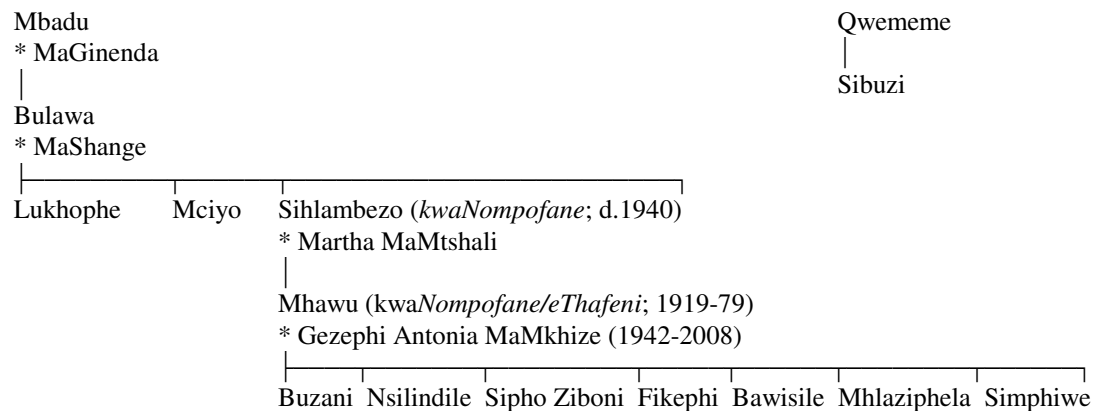 Mbadu Qwememe
* MaGinenda
Sibuzi
Bulawa
* MaShange
Lukhophe Mciyo Sihlambezo (kwaNompofane; d.1940)
* Martha MaMtshali
Mhawu (kwaNompofane/eThafeni; 1919-79)
* Gezephi Antonia MaMkhize (1942-2008)
Buzani Nsilindile Sipho Ziboni Fikephi Bawisile Mhlaziphela Simphiwe